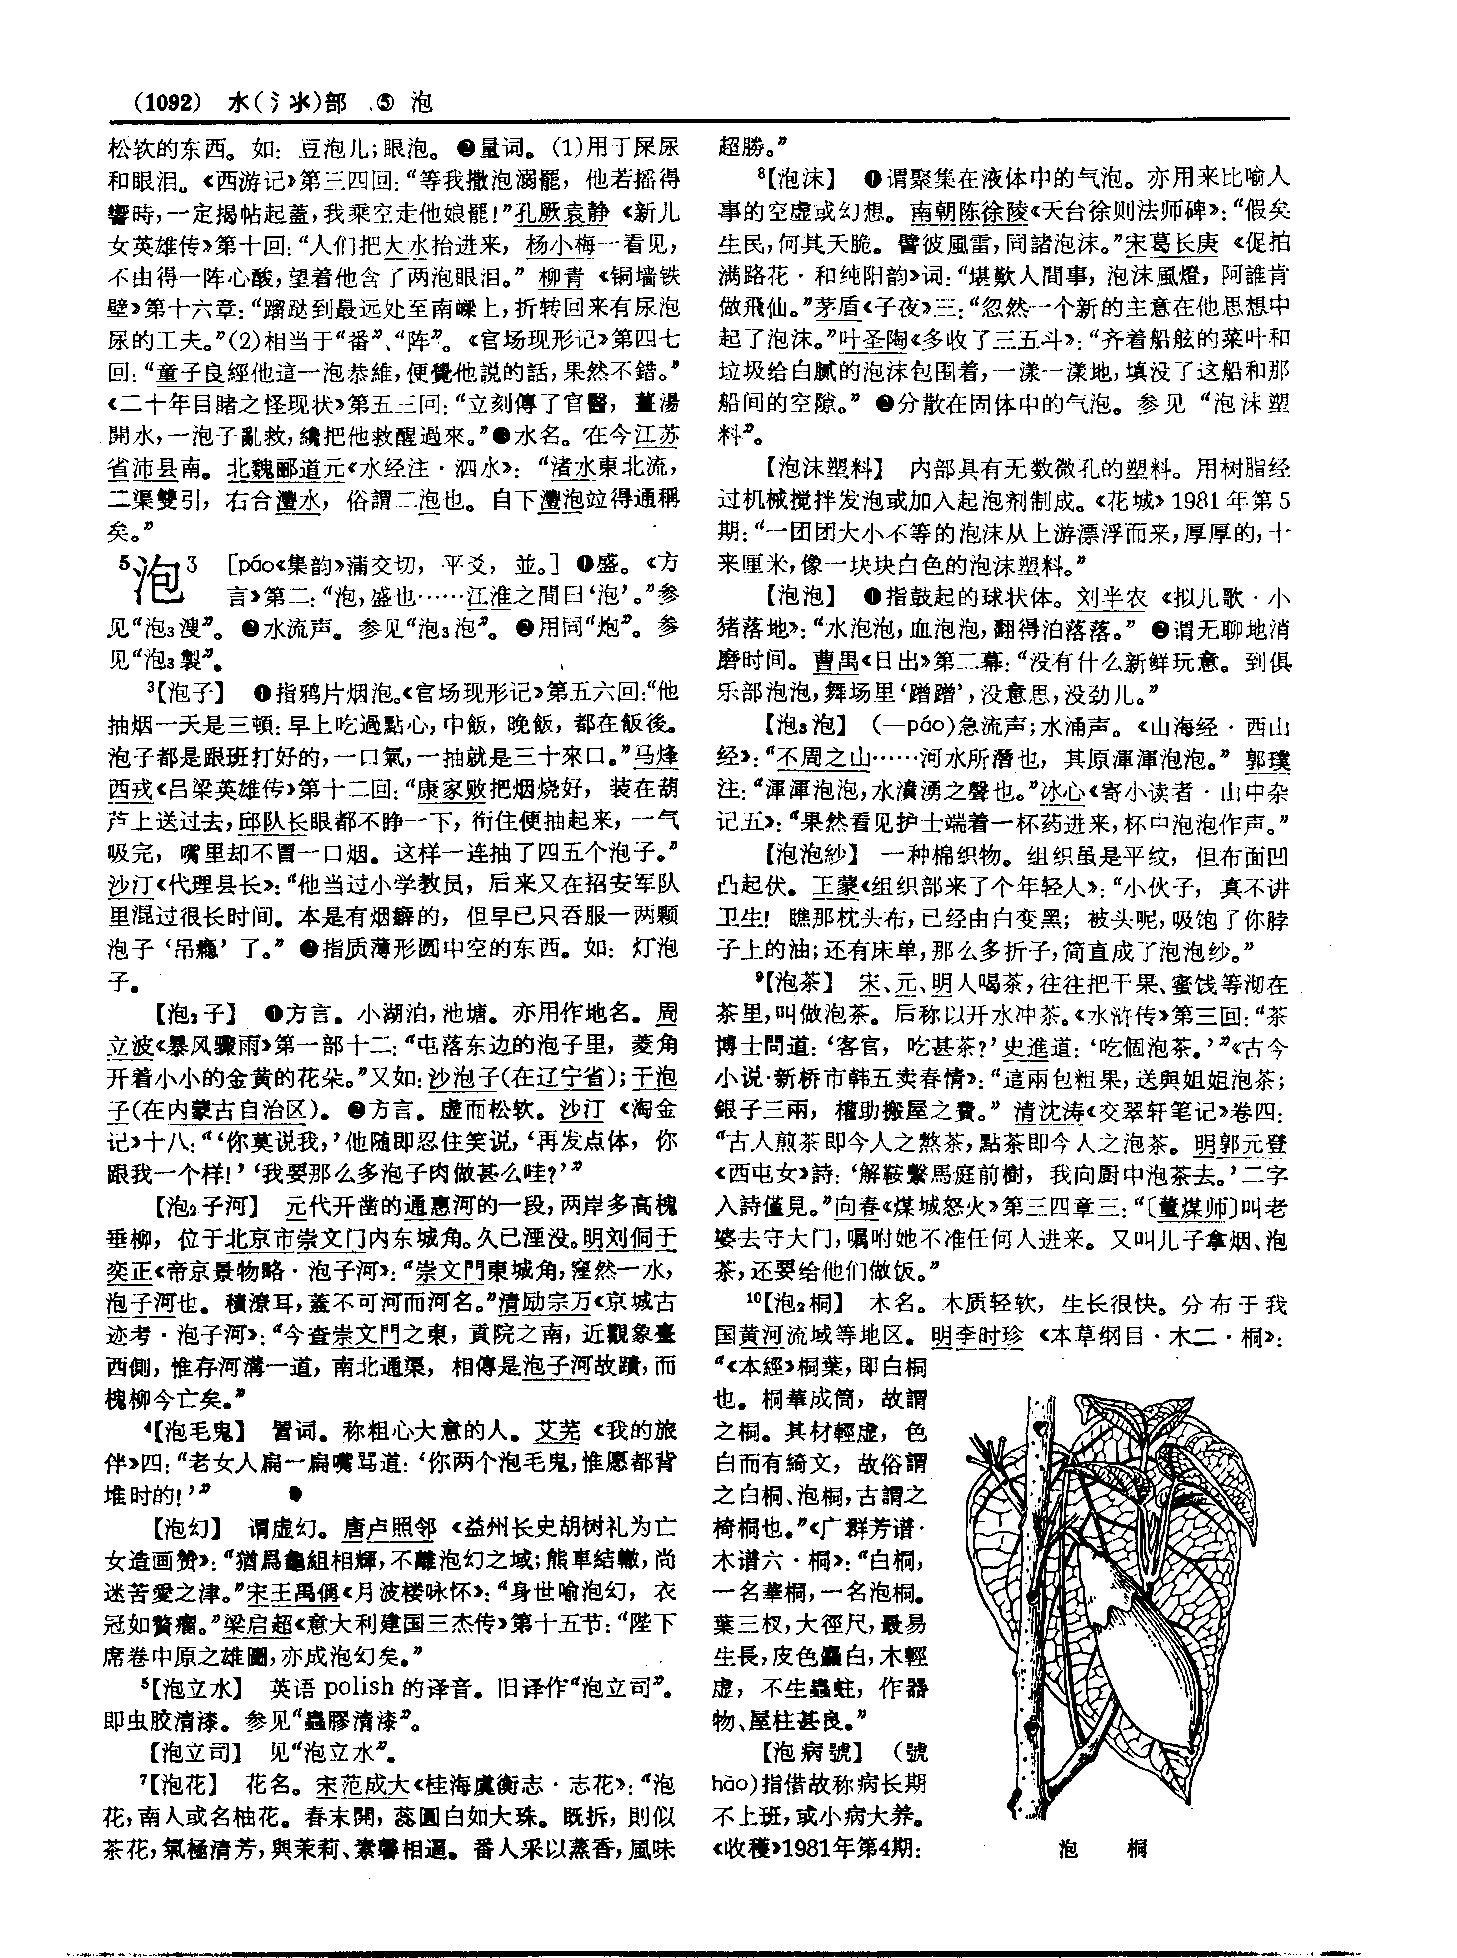 (1092) 水(氵氺)部 ⑤ 泡
松软的东西。如：豆泡儿；眼泡。❷量词。(1)用于屎尿
和眼泪。《西游记》第三四回：“等我撒泡溺罷，他若摇得
響時，一定揭帖起蓋，我乘空走他娘罷！”孔厥袁静《新儿
女英雄传》第十回：“人们把大水抬进来，杨小梅一看见，
不由得一阵心酸，望着他含了两泡眼泪。”柳青《铜墙铁
壁》第十六章：“蹓跶到最远处至南㠂上，折转回来有尿泡
尿的工夫。”(2)相当于“番”、“阵”。《官场现形记》第四七
回：“童子良經他這一泡恭維，便覺他說的話，果然不錯。”
《二十年目睹之怪现状》第五三回：“立刻傳了官醫，薑湯
開水，一泡子亂救，纔把他救醒過來。”❸水名。在今江苏
省沛县南。北魏郦道元《水经注·泗水》：“渚水東北流，
二渠雙引，右合灃水，俗謂二泡也。自下灃泡竝得通稱
矣。”
5泡3 ［páo《集韵》蒲交切，平爻，並。］❶盛。《方
言》第二：“泡，盛也……江淮之間曰‘泡’。”参
见“泡3溲”。❷水流声。参见“泡3泡”。❸用同“炮”。参
见“泡3製”。
3【泡子】 ❶指鸦片烟泡。《官场现形记》第五六回：“他
抽烟一天是三頓：早上吃過點心，中飯，晚飯，都在飯後。
泡子都是跟班打好的，一口氣，一抽就是三十來口。”马烽
西戎《吕梁英雄传》第十二回：“康家败把烟烧好，装在葫
芦上送过去，邱队长眼都不睁一下，衔住便抽起来，一气
吸完，嘴里却不冒一口烟。这样一连抽了四五个泡子。”
沙汀《代理县长》：“他当过小学教员，后来又在招安军队
里混过很长时间。本是有烟癖的，但早已只吞服一两颗
泡子‘吊瘾’了。”❷指质薄形圆中空的东西。如：灯泡
子。
【泡2子】 ❶方言。小湖泊，池塘。亦用作地名。周
立波《暴风骤雨》第一部十二：“屯落东边的泡子里，菱角
开着小小的金黄的花朵。”又如：沙泡子(在辽宁省)；干泡
子(在内蒙古自治区)。❷方言。虚而松软。沙汀《淘金
记》十八：“‘你莫说我，’他随即忍住笑说，‘再发点体，你
跟我一个样！’‘我要那么多泡子肉做甚么哇？’”
【泡2子河】 元代开凿的通惠河的一段，两岸多高槐
垂柳，位于北京市崇文门内东城角。久已湮没。明刘侗于
奕正《帝京景物略·泡子河》：“崇文門東城角，窪然一水，
泡子河也。積潦耳，蓋不可河而河名。”清励宗万《京城古
迹考·泡子河》：“今查崇文門之東，貢院之南，近觀象臺
西側，惟存河溝一道，南北通渠，相傳是泡子河故蹟，而
槐柳今亡矣。”
4【泡毛鬼】 詈词。称粗心大意的人。艾芜《我的旅
伴》四：“老女人扁一扁嘴骂道：‘你两个泡毛鬼，惟愿都背
堆时的！’”
【泡幻】 谓虚幻。唐卢照邻《益州长史胡树礼为亡
女造画赞》：“猶爲龜組相輝，不離泡幻之域；熊車結轍，尚
迷苦愛之津。”宋王禹偁《月波楼咏怀》：“身世喻泡幻，衣
冠如贅瘤。”梁启超《意大利建国三杰传》第十五节：“陛下
席卷中原之雄圖，亦成泡幻矣。”
5【泡立水】 英语polish的译音。旧译作“泡立司”。
即虫胶清漆。参见“蟲膠清漆”。
【泡立司】 见“泡立水”。
7【泡花】 花名。宋范成大《桂海虞衡志·志花》：“泡
花，南人或名柚花。春末開，蕊圓白如大珠。既拆，則似
茶花，氣極清芳，與茉莉、素馨相逼。番人采以蒸香，風味
超勝。”
8【泡沫】 ❶谓聚集在液体中的气泡。亦用来比喻人
事的空虚或幻想。南朝陈徐陵《天台徐则法师碑》：“假矣
生民，何其夭脆。譬彼風雷，同諸泡沫。”宋葛长庚《促拍
满路花·和纯阳韵》词：“堪歎人間事，泡沫風燈，阿誰肯
做飛仙。”茅盾《子夜》三：“忽然一个新的主意在他思想中
起了泡沫。”叶圣陶《多收了三五斗》：“齐着船舷的菜叶和
垃圾给白腻的泡沫包围着，一漾一漾地，填没了这船和那
船间的空隙。”❷分散在固体中的气泡。参见“泡沫塑
料”。
【泡沫塑料】 内部具有无数微孔的塑料。用树脂经
过机械搅拌发泡或加入起泡剂制成。《花城》1981年第5
期：“一团团大小不等的泡沫从上游漂浮而来，厚厚的，十
来厘米，像一块块白色的泡沫塑料。”
【泡泡】 ❶指鼓起的球状体。刘半农《拟儿歌·小
猪落地》：“水泡泡，血泡泡，翻得泊落落。”❷谓无聊地消
磨时间。曹禺《日出》第二幕：“没有什么新鲜玩意。到俱
乐部泡泡，舞场里‘蹭蹭’，没意思，没劲儿。”
【泡3泡】 (—páo)急流声；水涌声。《山海经·西山
经》：“不周之山……河水所潛也，其原渾渾泡泡。”郭璞
注：“渾渾泡泡，水濆湧之聲也。”冰心《寄小读者·山中杂
记五》：“果然看见护士端着一杯药进来，杯中泡泡作声。”
【泡泡紗】 一种棉织物。组织虽是平纹，但布面凹
凸起伏。王蒙《组织部来了个年轻人》：“小伙子，真不讲
卫生！瞧那枕头布，已经由白变黑；被头呢，吸饱了你脖
子上的油；还有床单，那么多折子，简直成了泡泡纱。”
9【泡茶】 宋、元、明人喝茶，往往把干果、蜜饯等沏在
茶里，叫做泡茶。后称以开水冲茶。《水浒传》第三回：“茶
博士問道：‘客官，吃甚茶？’史進道：‘吃個泡茶。’”《古今
小说·新桥市韩五卖春情》：“這兩包粗果，送與姐姐泡茶；
銀子三兩，權助搬屋之費。”清沈涛《交翠轩笔记》卷四：
“古人煎茶即今人之熬茶，點茶即今人之泡茶。明郭元登
《西屯女》詩：‘解鞍繫馬庭前樹，我向厨中泡茶去。’二字
入詩僅見。”向春《煤城怒火》第三四章三：“〔董煤师〕叫老
婆去守大门，嘱咐她不准任何人进来。又叫儿子拿烟、泡
茶，还要给他们做饭。”
10【泡2桐】 木名。木质轻软，生长很快。分布于我
国黄河流域等地区。明李时珍《本草纲目·木二·桐》：
“《本經》桐葉，即白桐
也。桐華成筒，故謂
之桐。其材輕虚，色
白而有綺文，故俗謂
之白桐、泡桐，古謂之
椅桐也。”《广群芳谱·
木谱六·桐》：“白桐，
一名華桐，一名泡桐。
葉三杈，大徑尺，最易
生長，皮色麤白，木輕
虚，不生蟲蛀，作器
物、屋柱甚良。”
【泡病號】 (號
hào)指借故称病长期
不上班，或小病大养。
《收穫》1981年第4期：
泡 桐